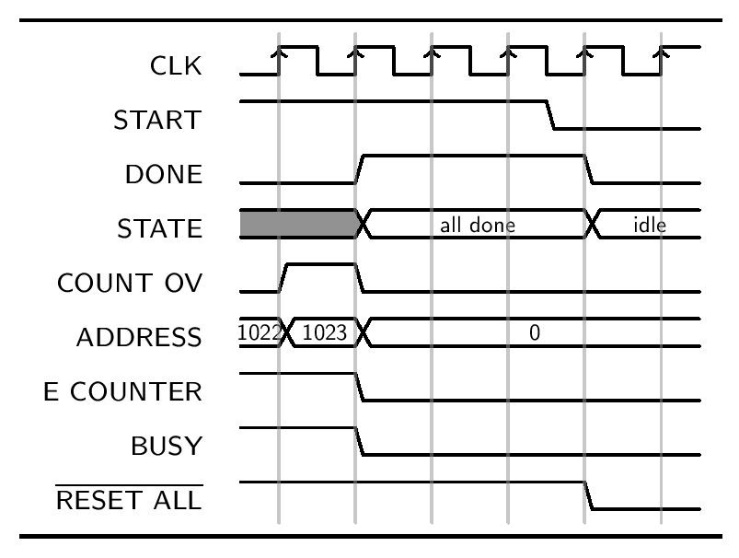 CLK
START
DONE
STATE all done idle
COUNT OV
ADDRESS 1022 1023 0
E COUNTER
BUSY
RESET ALL